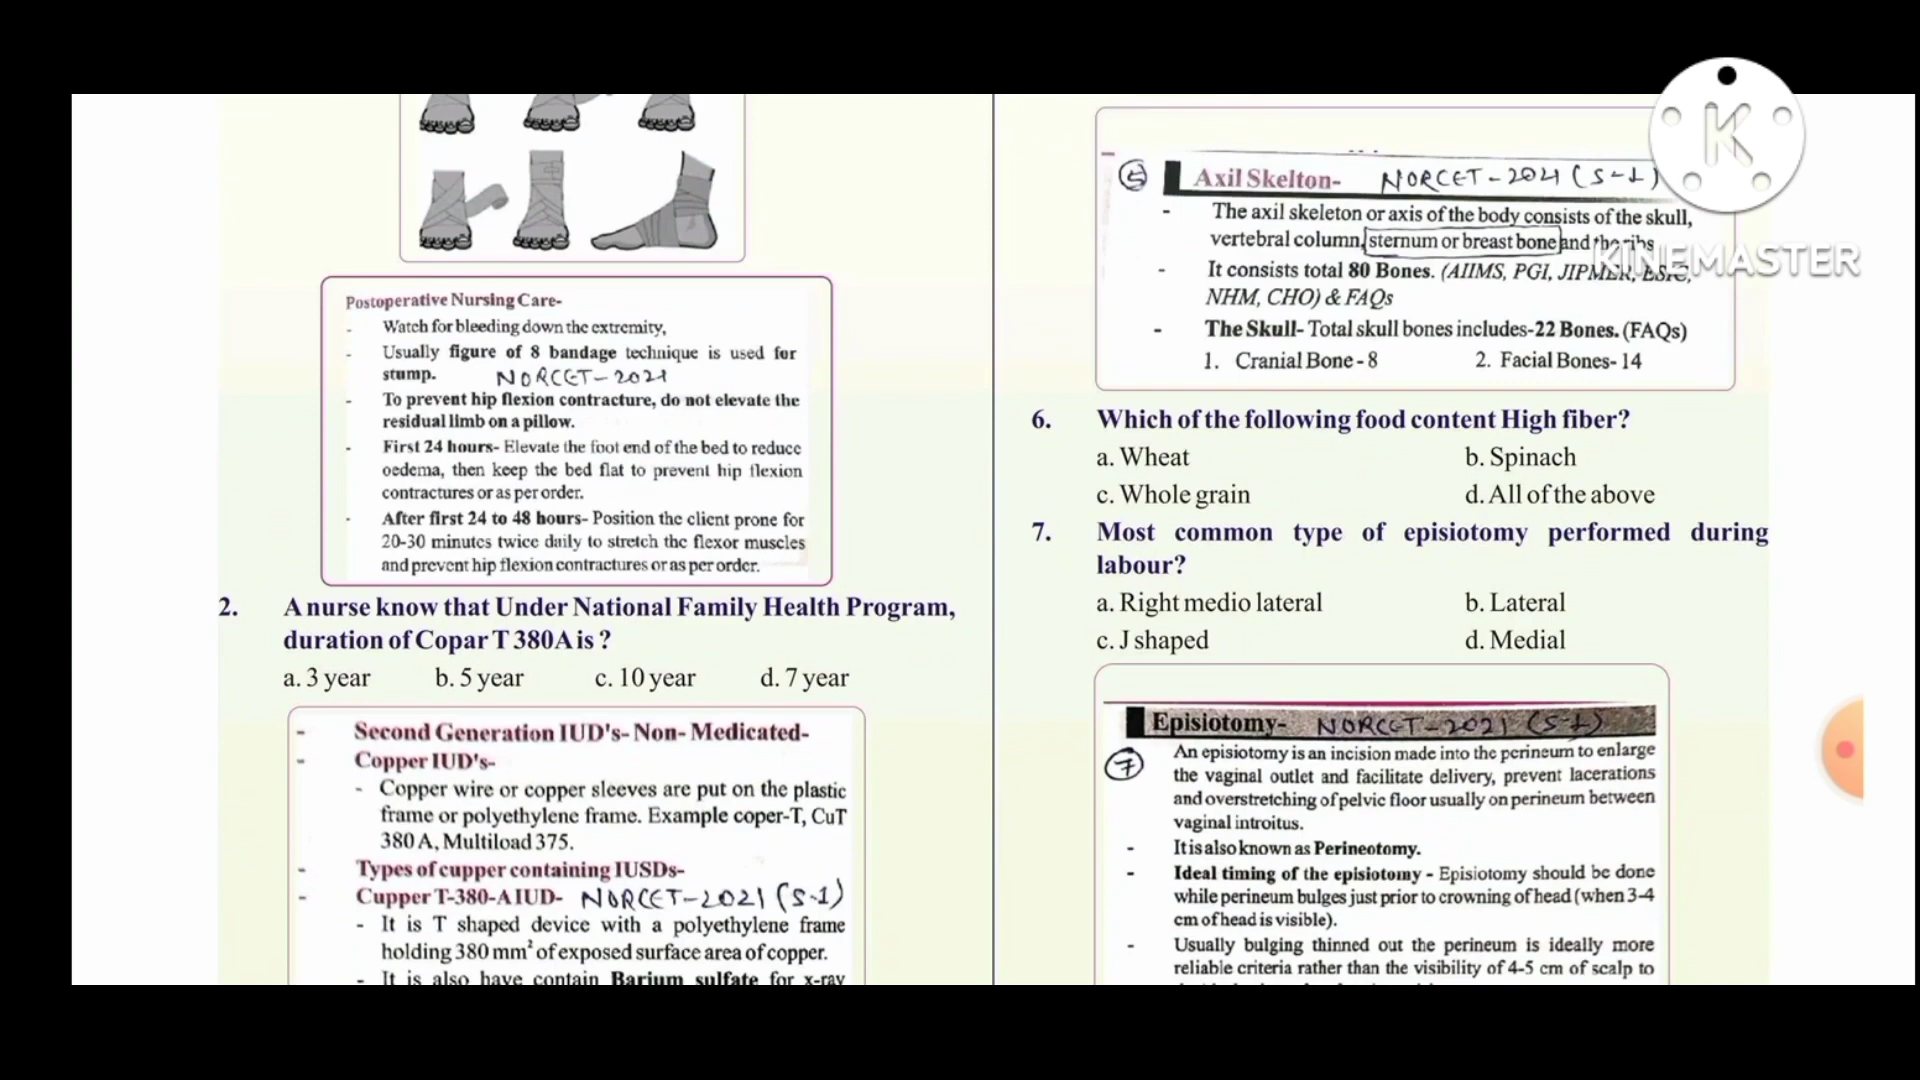 Postoperative Nursing Care-
- Watch for bleeding down the extremity,
- Usually figure of 8 bandage technique is used for
stump. NORCET-2021
- To prevent hip flexion contracture, do not elevate the
residual limb on a pillow.
- First 24 hours- Elevate the foot end of the bed to reduce
oedema, then keep the bed flat to prevent hip flexion
contractures or as per order.
- After first 24 to 48 hours- Position the client prone for
20-30 minutes twice daily to stretch the flexor muscles
and prevent hip flexion contractures or as per order.
2. A nurse know that Under National Family Health Program,
duration of Copar T 380A is ?
a. 3 year b. 5 year c. 10 year d. 7 year
- Second Generation IUD's- Non- Medicated-
- Copper IUD's-
- Copper wire or copper sleeves are put on the plastic
frame or polyethylene frame. Example coper-T, CuT
380 A, Multiload 375.
- Types of cupper containing IUSDs-
- Cupper T-380-A IUD- NORCET-2021 (S-1)
- It is T shaped device with a polyethylene frame
holding 380 mm² of exposed surface area of copper.
- It is also have contain Barium sulfate for x-ray
5 Axil Skelton- NORCET-2021 (S-1)
- The axil skeleton or axis of the body consists of the skull,
vertebral column, sternum or breast bone and the ribs
- It consists total 80 Bones. (AIIMS, PGI, JIPMER, ESIC,
NHM, CHO) & FAQs
- The Skull- Total skull bones includes-22 Bones. (FAQs)
1. Cranial Bone - 8 2. Facial Bones- 14
6. Which of the following food content High fiber?
a. Wheat b. Spinach
c. Whole grain d. All of the above
7. Most common type of episiotomy performed during
labour?
a. Right medio lateral b. Lateral
c. J shaped d. Medial
Episiotomy- NORCET-2021 (S-1)
7 An episiotomy is an incision made into the perineum to enlarge
the vaginal outlet and facilitate delivery, prevent lacerations
and overstretching of pelvic floor usually on perineum between
vaginal introitus.
- It is also known as Perineotomy.
- Ideal timing of the episiotomy - Episiotomy should be done
while perineum bulges just prior to crowning of head (when 3-4
cm of head is visible).
- Usually bulging thinned out the perineum is ideally more
reliable criteria rather than the visibility of 4-5 cm of scalp to
K
KINEMASTER